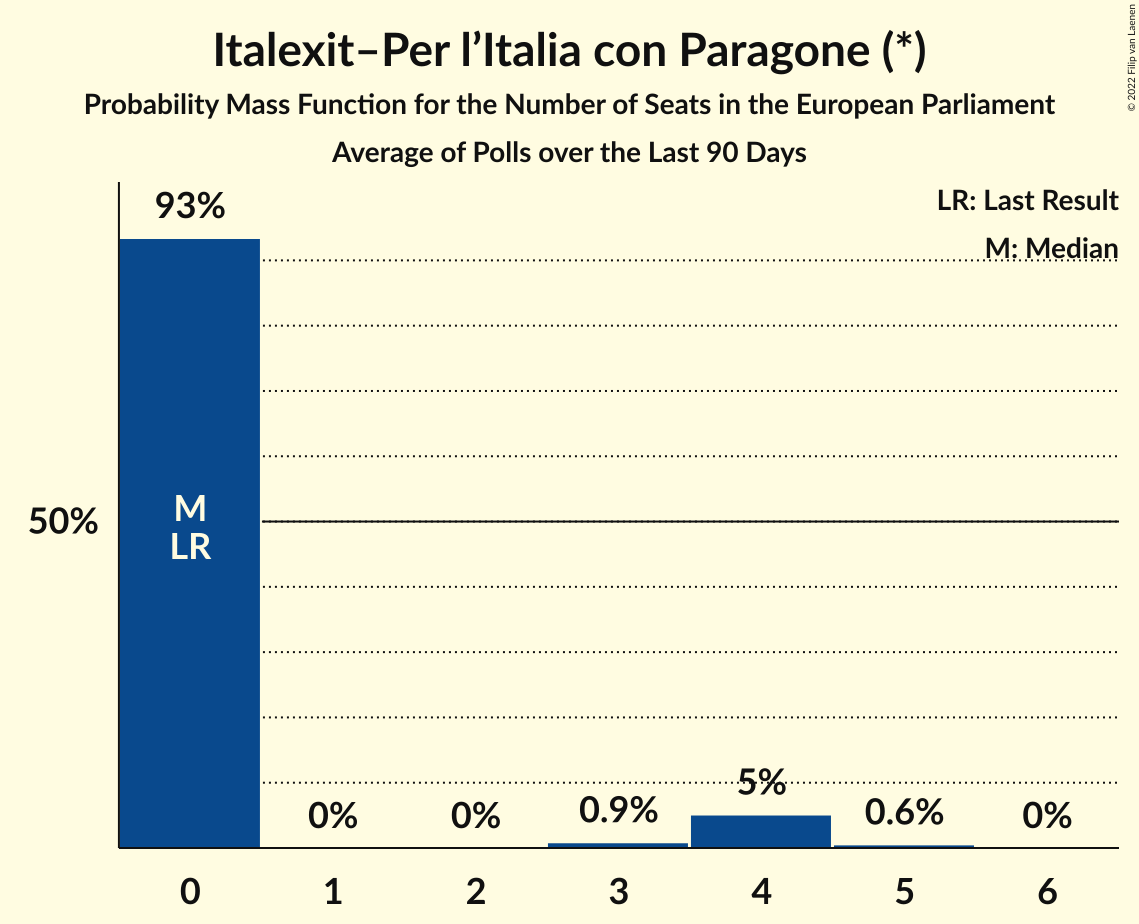 Italexit–Per l’Italia con Paragone (*)
Probability Mass Function for the Number of Seats in the European Parliament
Average of Polls over the Last 90 Days
© 2022 Filip van Laenen
LR: Last Result
M: Median
93%
50%
M
LR
0%
0%
0.9%
5%
0.6%
0%
0
1
2
3
4
5
6